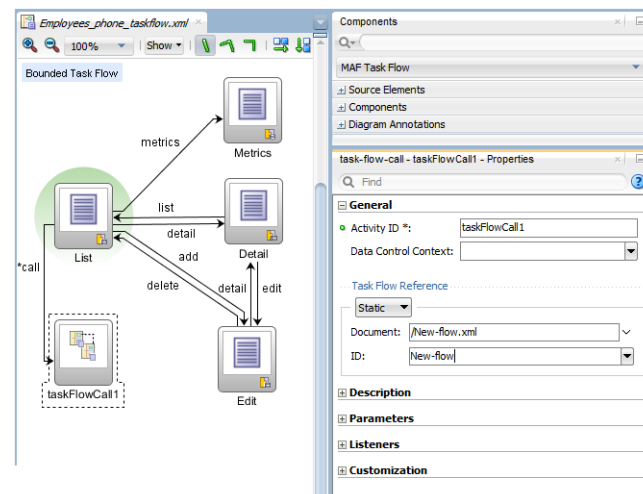 Employees_phone_taskflow.xml
100%
Show
Bounded Task Flow
metrics
Metrics
list
detail
List
Detail
add
delete
detail
edit
*call
taskFlowCall1
Edit
Components
MAF Task Flow
Source Elements
Components
Diagram Annotations
task-flow-call - taskFlowCall1 - Properties
Find
?
General
Activity ID *: taskFlowCall1
Data Control Context:
Task Flow Reference
Static
Document: /New-flow.xml
ID: New-flow
Description
Parameters
Listeners
Customization